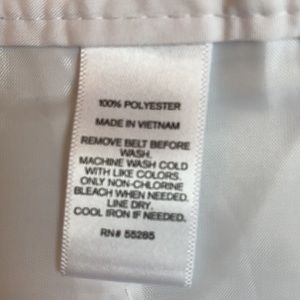 100% POLYESTER
MADE IN VIETNAM
REMOVE BELT BEFORE
WASH.
MACHINE WASH COLD
WITH LIKE COLORS.
ONLY NON-CHLORINE
BLEACH WHEN NEEDED.
LINE DRY.
COOL IRON IF NEEDED.
RN# 55285